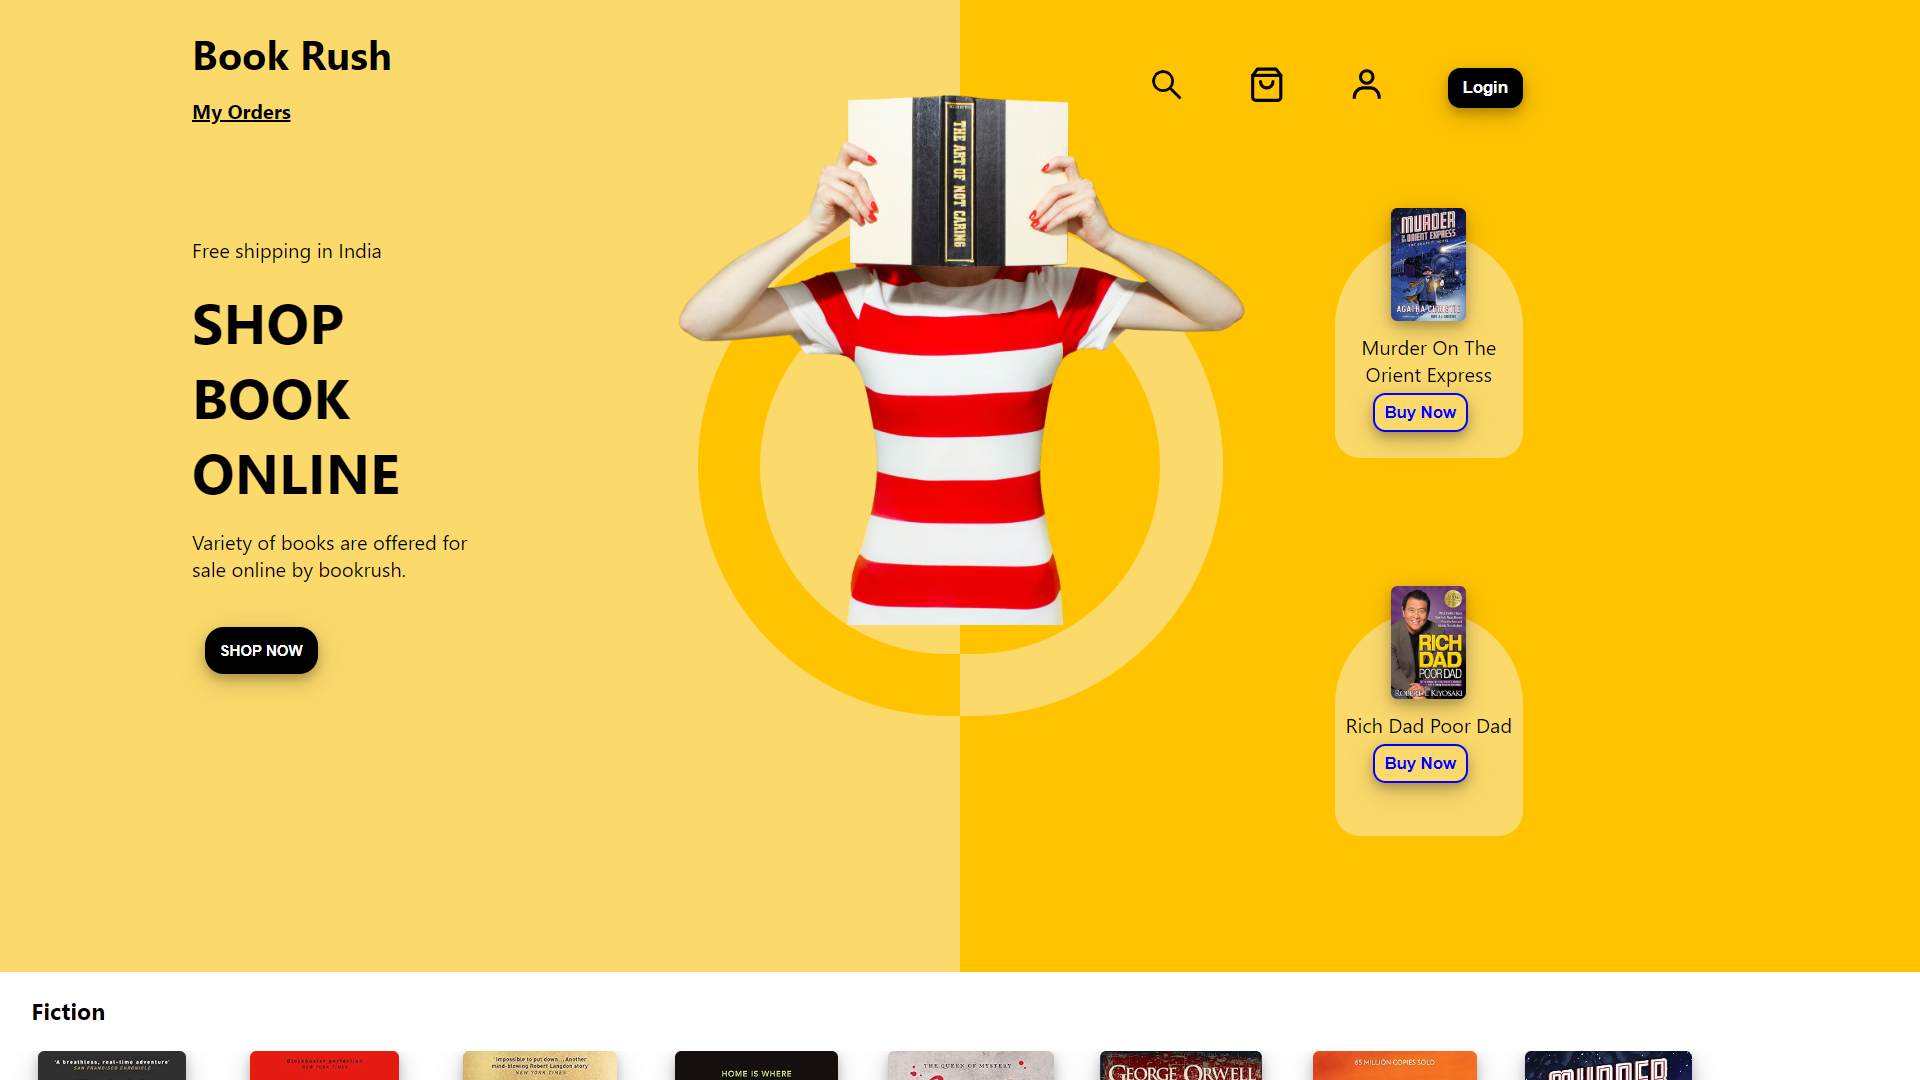 Book Rush
My Orders
Login
THE ART OF NOT CARING
Free shipping in India
SHOP
BOOK
ONLINE
Variety of books are offered for
sale online by bookrush.
SHOP NOW
MURDER
ORIENT EXPRESS
AGATHA CHRISTIE
Murder On The
Orient Express
Buy Now
RICH
DAD
POOR DAD
ROBERT T. KIYOSAKI
Rich Dad Poor Dad
Buy Now
Fiction
'A breathless, real-time adventure'
SAN FRANCISCO CHRONICLE
Blockbuster perfection
NEW YORK TIMES
'Impossible to put down...Another
mind-blowing Robert Langdon story'
NEW YORK TIMES
HOME IS WHERE
THE QUEEN OF MYSTERY
GEORGE ORWELL
65 MILLION COPIES SOLD
MURDER